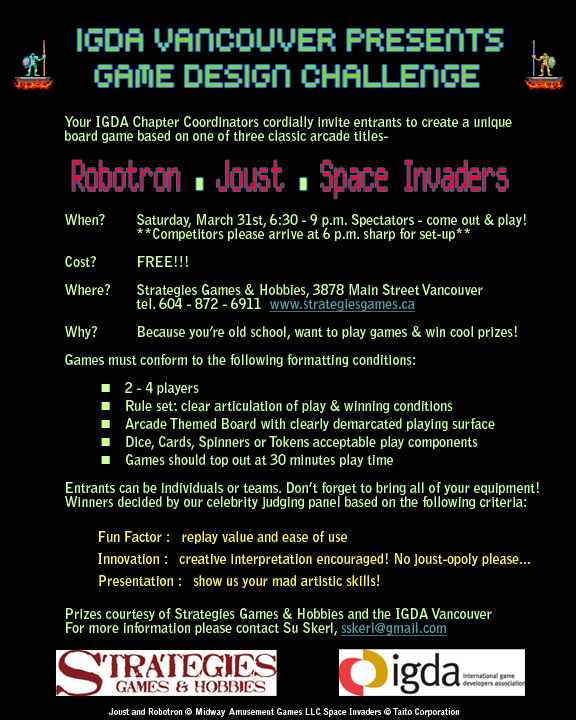 IGDA VANCOUVER PRESENTS
GAME DESIGN CHALLENGE
Your IGDA Chapter Coordinators cordially invite entrants to create a unique
board game based on one of three classic arcade titles-
Robotron . Joust . Space Invaders
When? Saturday, March 31st, 6:30 - 9 p.m. Spectators - come out & play!
**Competitors please arrive at 6 p.m. sharp for set-up**
Cost? FREE!!!
Where? Strategies Games & Hobbies, 3878 Main Street Vancouver
tel. 604 - 872 - 6911 www.strategiesgames.ca
Why? Because you're old school, want to play games & win cool prizes!
Games must conform to the following formatting conditions:
■ 2 - 4 players
■ Rule set: clear articulation of play & winning conditions
■ Arcade Themed Board with clearly demarcated playing surface
■ Dice, Cards, Spinners or Tokens acceptable play components
■ Games should top out at 30 minutes play time
Entrants can be individuals or teams. Don't forget to bring all of your equipment!
Winners decided by our celebrity judging panel based on the following criteria:
Fun Factor : replay value and ease of use
Innovation : creative interpretation encouraged! No joust-opoly please...
Presentation : show us your mad artistic skills!
Prizes courtesy of Strategies Games & Hobbies and the IGDA Vancouver
For more information please contact Su Skerl, sskerl@gmail.com
STRATEGIES
GAMES & HOBBIES
igda international game
developers association
Joust and Robotron © Midway Amusement Games LLC Space Invaders © Taito Corporation